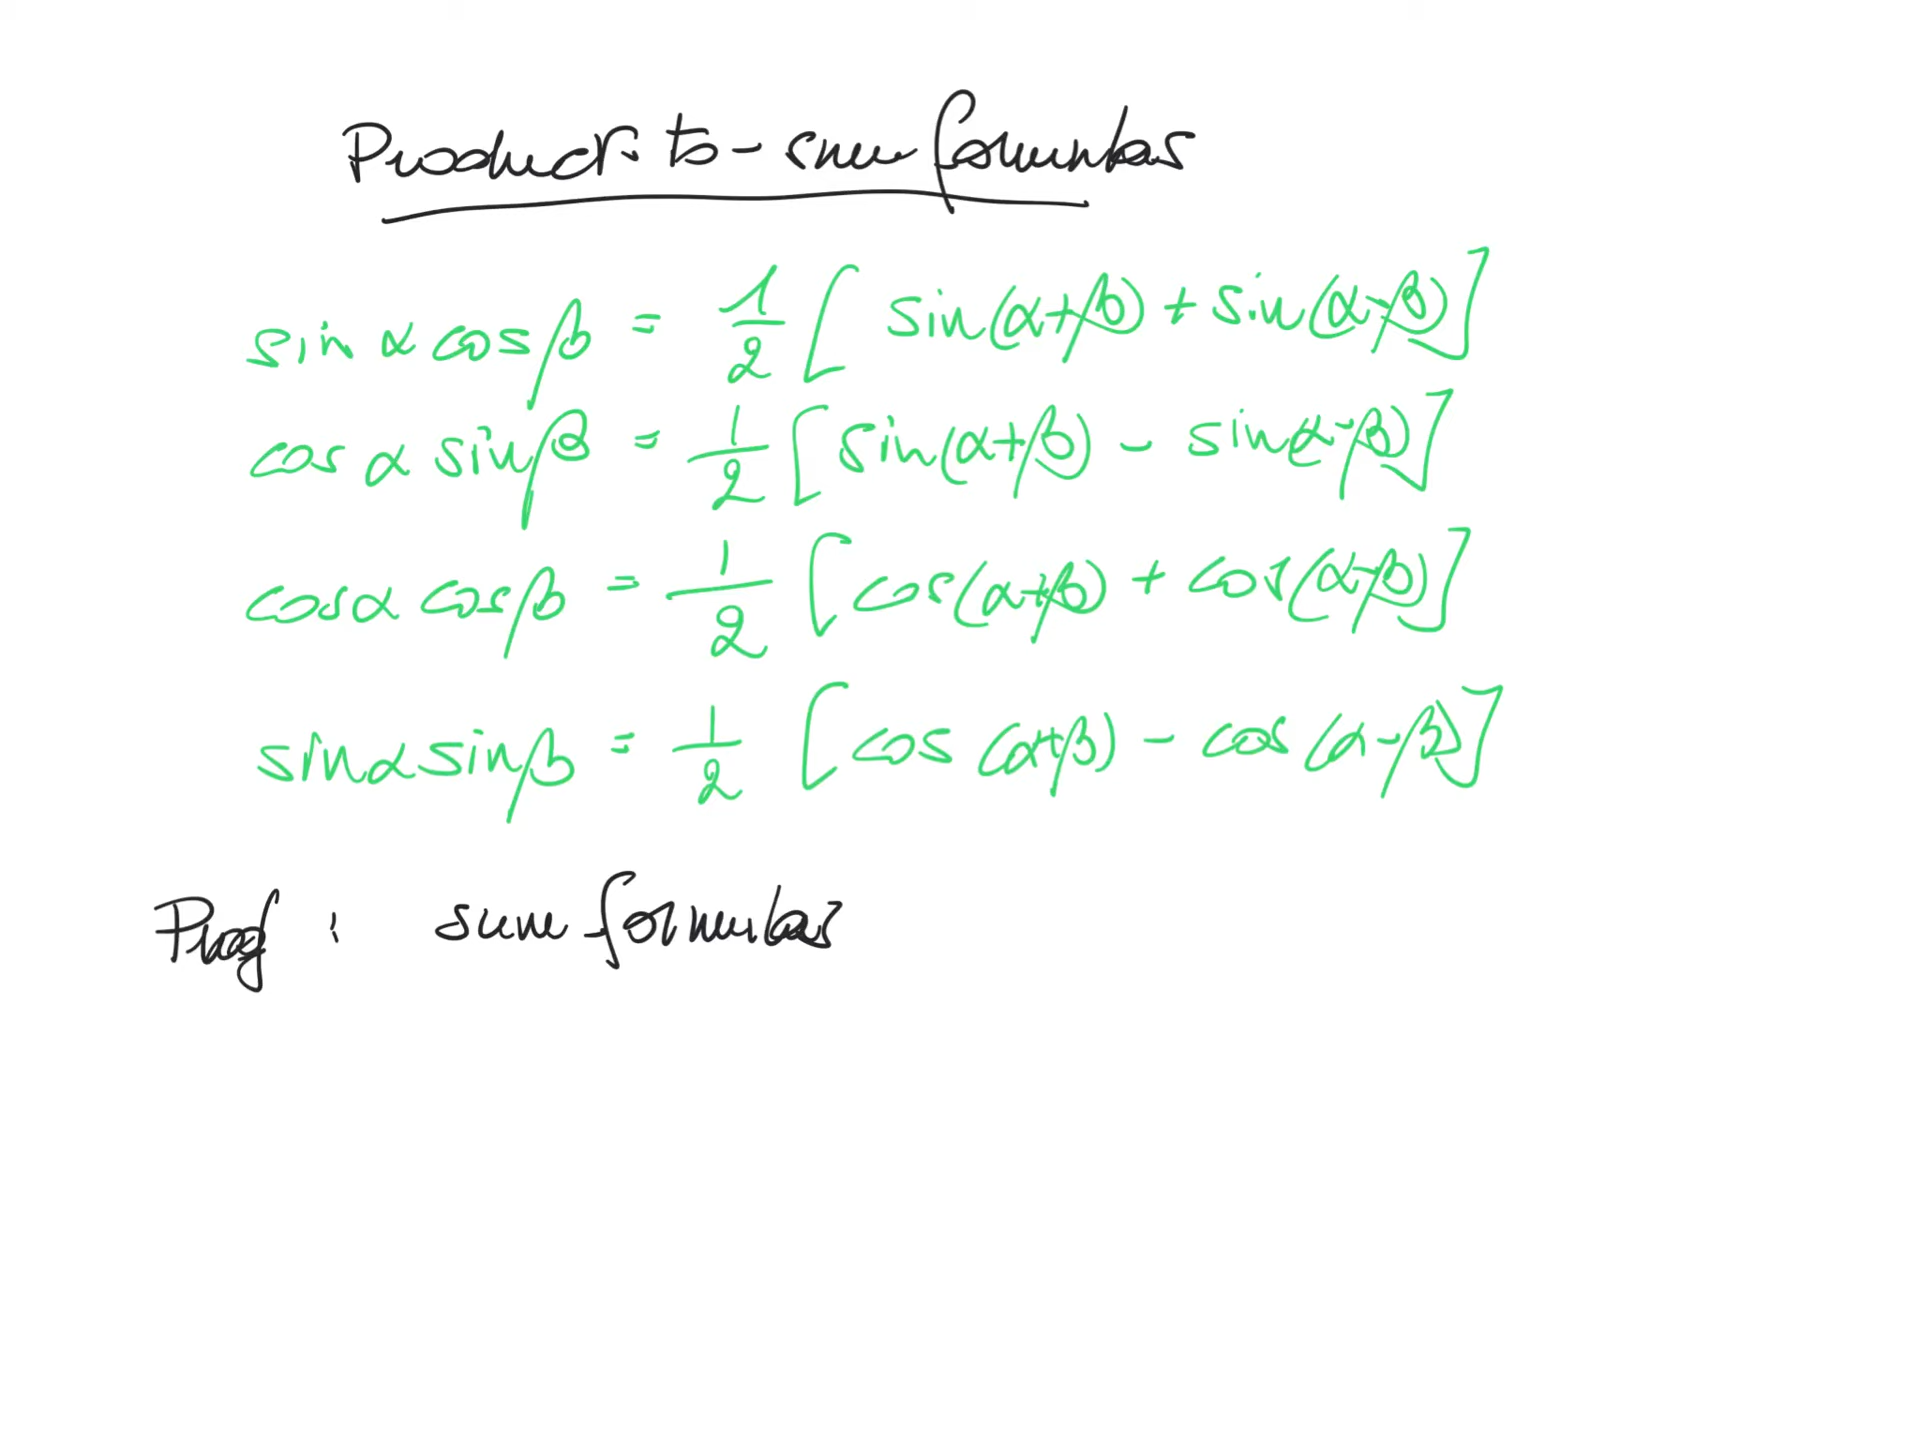 Product-to-sum formulas
sin α cos β = 1/2 [ sin(α+β) + sin(α-β)]
cos α sin β = 1/2 [sin(α+β) - sin(α-β)]
cos α cos β = 1/2 [cos(α+β) + cos(α-β)]
sin α sin β = 1/2 [cos (α+β) - cos (α-β)]
Proof : sum formulas